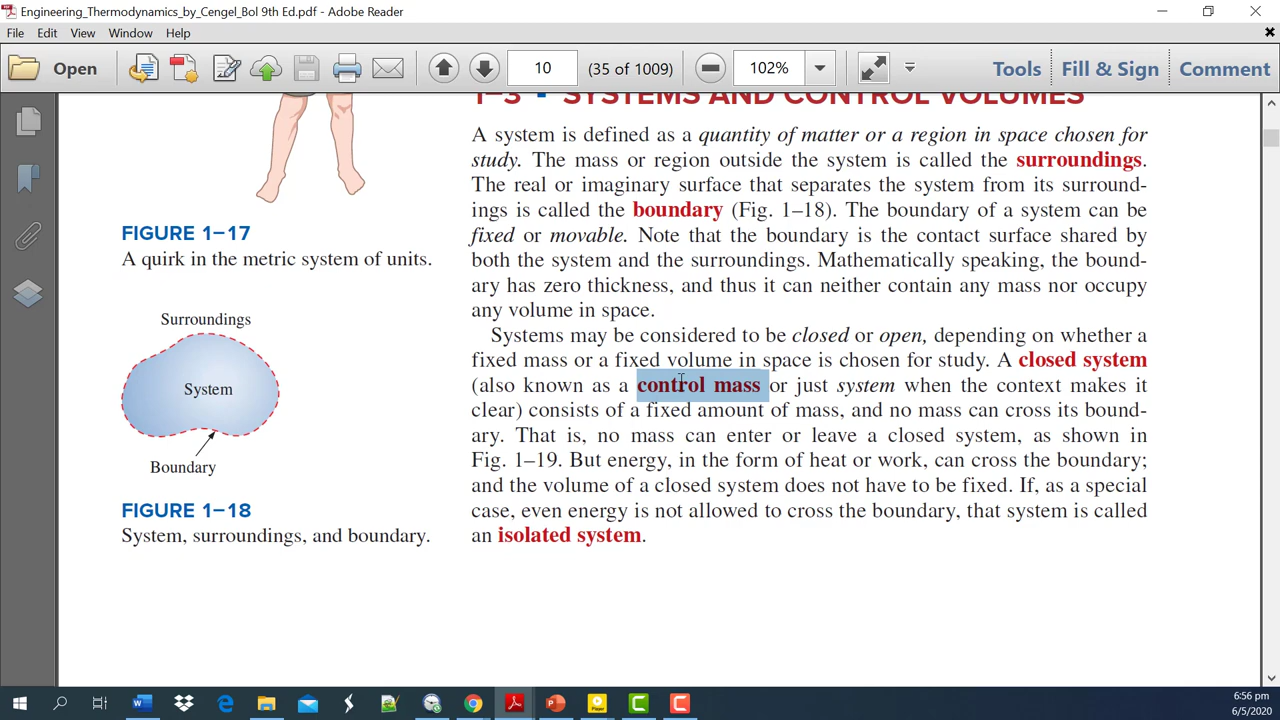 Engineering_Thermodynamics_by_Cengel_Bol 9th Ed.pdf - Adobe Reader
File Edit View Window Help
Open 10 (35 of 1009) 102% Tools Fill & Sign Comment
1–3 ▪ SYSTEMS AND CONTROL VOLUMES
A system is defined as a quantity of matter or a region in space chosen for
study. The mass or region outside the system is called the surroundings.
The real or imaginary surface that separates the system from its surround-
ings is called the boundary (Fig. 1–18). The boundary of a system can be
fixed or movable. Note that the boundary is the contact surface shared by
both the system and the surroundings. Mathematically speaking, the bound-
ary has zero thickness, and thus it can neither contain any mass nor occupy
any volume in space.
Systems may be considered to be closed or open, depending on whether a
fixed mass or a fixed volume in space is chosen for study. A closed system
(also known as a control mass or just system when the context makes it
clear) consists of a fixed amount of mass, and no mass can cross its bound-
ary. That is, no mass can enter or leave a closed system, as shown in
Fig. 1–19. But energy, in the form of heat or work, can cross the boundary;
and the volume of a closed system does not have to be fixed. If, as a special
case, even energy is not allowed to cross the boundary, that system is called
an isolated system.
FIGURE 1–17
A quirk in the metric system of units.
Surroundings
System
Boundary
FIGURE 1–18
System, surroundings, and boundary.
6:56 pm
6/5/2020